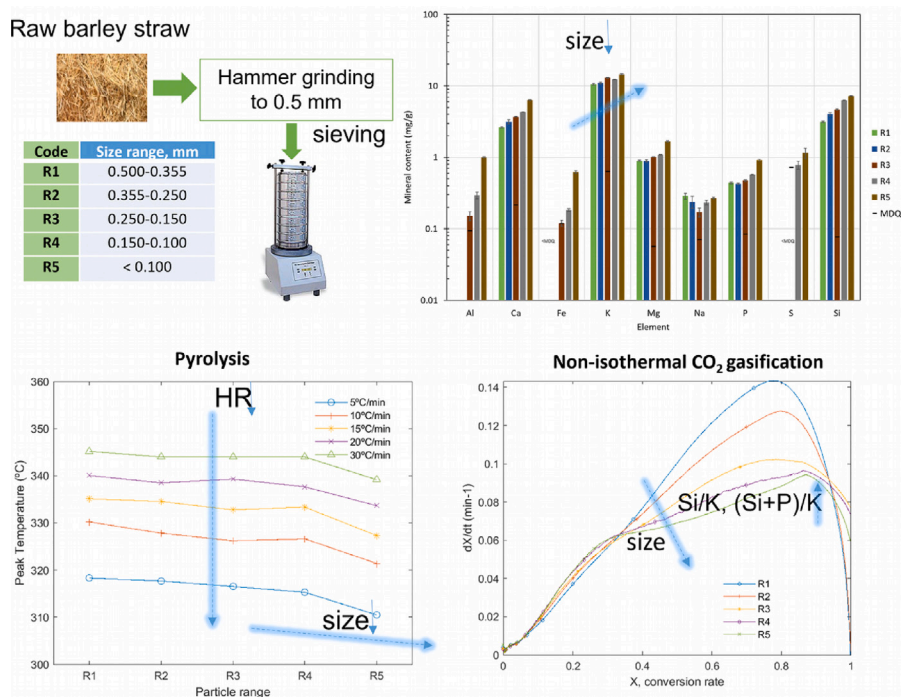 Raw barley straw
Hammer grinding
to 0.5 mm
sieving
Code Size range, mm
R1 0.500-0.355
R2 0.355-0.250
R3 0.250-0.150
R4 0.150-0.100
R5 < 0.100
size
Mineral content (mg/g)
100
10
1
0.1
0.01
<MDQ
<MDQ
Al Ca Fe K Mg Na P S Si
Element
R1
R2
R3
R4
R5
MDQ
Pyrolysis
HR
5ºC/min
10ºC/min
15ºC/min
20ºC/min
30ºC/min
size
Peak Temperature (ºC)
360
350
340
330
320
310
300
R1 R2 R3 R4 R5
Particle range
Non-isothermal CO₂ gasification
Si/K, (Si+P)/K
size
dX/dt (min-1)
0.14
0.12
0.1
0.08
0.06
0.04
0.02
0
R1
R2
R3
R4
R5
0 0.2 0.4 0.6 0.8 1
X, conversion rate